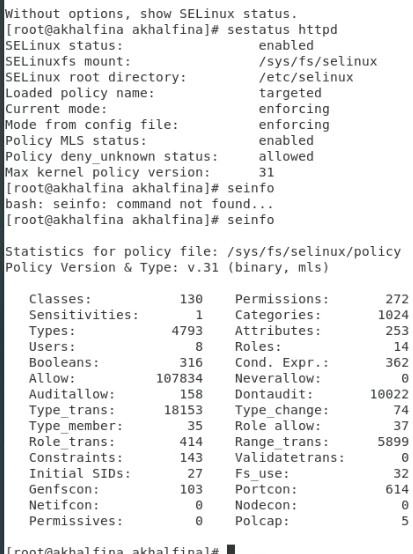 Without options, show SELinux status.
[root@akhalfina akhalfina]# sestatus httpd
SELinux status:                 enabled
SELinuxfs mount:                /sys/fs/selinux
SELinux root directory:         /etc/selinux
Loaded policy name:             targeted
Current mode:                   enforcing
Mode from config file:          enforcing
Policy MLS status:              enabled
Policy deny_unknown status:     allowed
Max kernel policy version:      31
[root@akhalfina akhalfina]# seinfo
bash: seinfo: command not found...
[root@akhalfina akhalfina]# seinfo
Statistics for policy file: /sys/fs/selinux/policy
Policy Version & Type: v.31 (binary, mls)
Classes:           130    Permissions:       272
Sensitivities:       1    Categories:       1024
Types:            4793    Attributes:        253
Users:               8    Roles:              14
Booleans:          316    Cond. Expr.:       362
Allow:          107834    Neverallow:          0
Auditallow:        158    Dontaudit:       10022
Type_trans:      18153    Type_change:        74
Type_member:        35    Role allow:         37
Role_trans:        414    Range_trans:      5899
Constraints:       143    Validatetrans:       0
Initial SIDs:       27    Fs_use:             32
Genfscon:          103    Portcon:           614
Netifcon:            0    Nodecon:             0
Permissives:         0    Polcap:              5
[root@akhalfina akhalfina]#